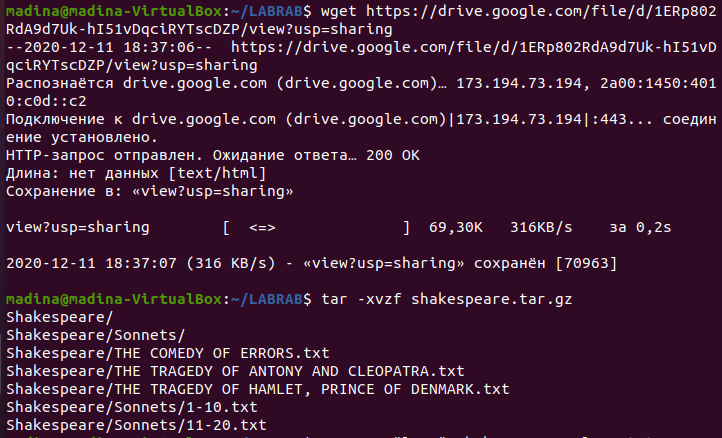 madina@madina-VirtualBox:~/LABRAB$ wget https://drive.google.com/file/d/1ERp802
RdA9d7Uk-hI51vDqciRYTscDZP/view?usp=sharing
--2020-12-11 18:37:06--  https://drive.google.com/file/d/1ERp802RdA9d7Uk-hI51vD
qciRYTscDZP/view?usp=sharing
Распознаётся drive.google.com (drive.google.com)… 173.194.73.194, 2a00:1450:401
0:c0d::c2
Подключение к drive.google.com (drive.google.com)|173.194.73.194|:443... соедин
ение установлено.
HTTP-запрос отправлен. Ожидание ответа… 200 OK
Длина: нет данных [text/html]
Сохранение в: «view?usp=sharing»
view?usp=sharing        [  <=>              ]  69,30K   316KB/s    за 0,2s
2020-12-11 18:37:07 (316 KB/s) - «view?usp=sharing» сохранён [70963]
madina@madina-VirtualBox:~/LABRAB$ tar -xvzf shakespeare.tar.gz
Shakespeare/
Shakespeare/Sonnets/
Shakespeare/THE COMEDY OF ERRORS.txt
Shakespeare/THE TRAGEDY OF ANTONY AND CLEOPATRA.txt
Shakespeare/THE TRAGEDY OF HAMLET, PRINCE OF DENMARK.txt
Shakespeare/Sonnets/1-10.txt
Shakespeare/Sonnets/11-20.txt